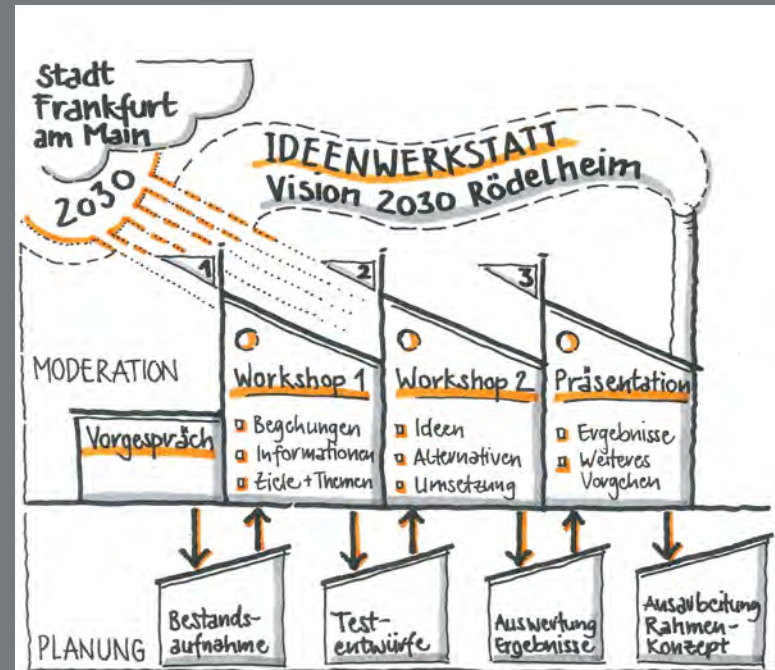 Stadt
Frankfurt
am Main
2030
IDEENWERKSTATT
Vision 2030 Rödelheim
1
2
3
MODERATION
Vorgespräch
Workshop 1
Begehungen
Informationen
Ziele + Themen
Workshop 2
Ideen
Alternativen
Umsetzung
Präsentation
Ergebnisse
Weiteres
Vorgehen
PLANUNG
Bestands-
aufnahme
Test-
entwürfe
Auswertung
Ergebnisse
Ausarbeitung
Rahmen-
Konzept